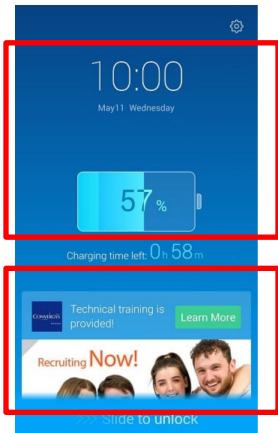 10:00
May11 Wednesday
57 %
Charging time left: 0h 58m
Technical training is
provided!
Learn More
Recruiting Now!
Slide to unlock